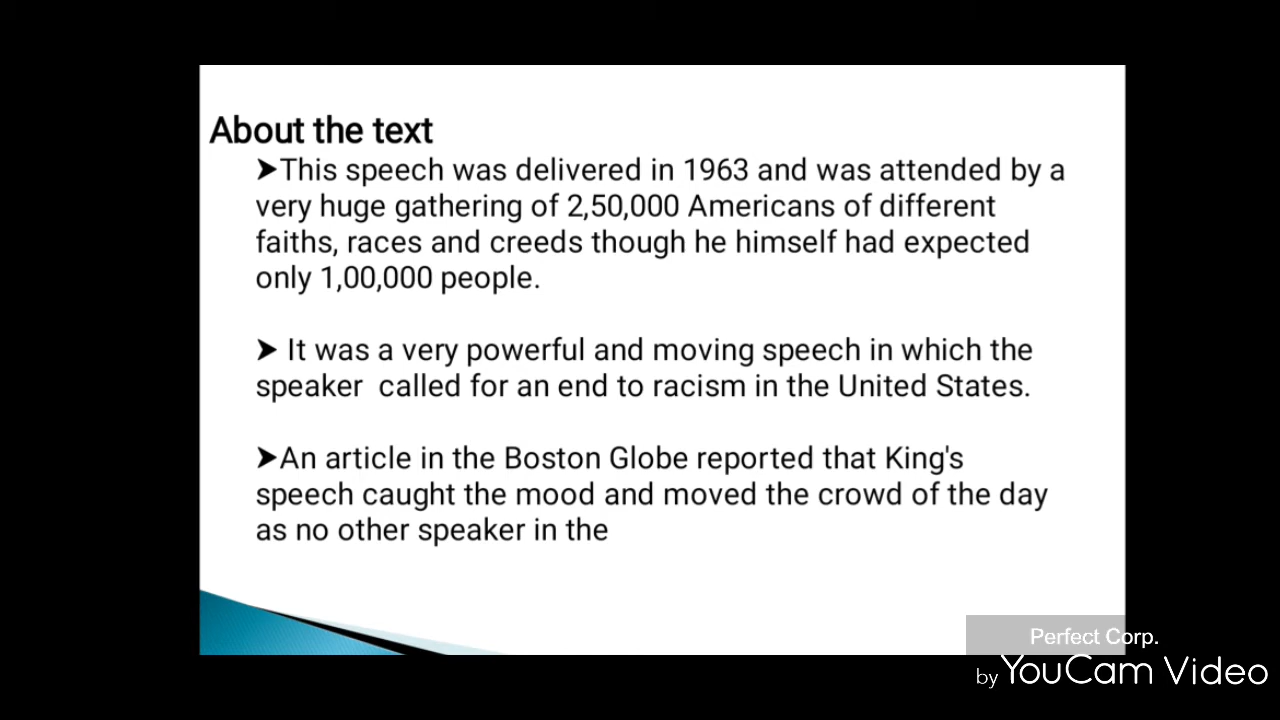 About the text
➤This speech was delivered in 1963 and was attended by a
very huge gathering of 2,50,000 Americans of different
faiths, races and creeds though he himself had expected
only 1,00,000 people.
➤ It was a very powerful and moving speech in which the
speaker called for an end to racism in the United States.
➤An article in the Boston Globe reported that King's
speech caught the mood and moved the crowd of the day
as no other speaker in the
Perfect Corp.
by YouCam Video